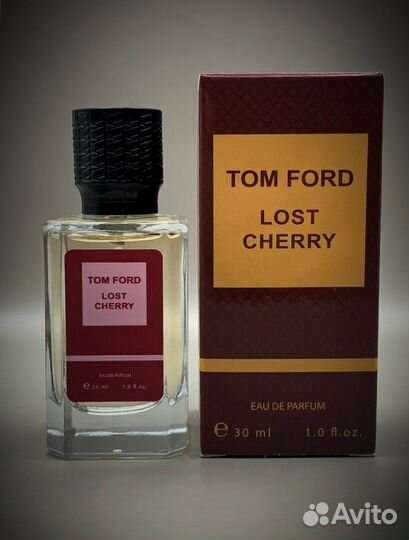 TOM FORD
LOST
CHERRY
EAU DE PARFUM
e 30 ml 1.0 fl.oz.
TOM FORD
LOST
CHERRY
EAU DE PARFUM
e 30 ml 1.0 fl.oz.
Avito